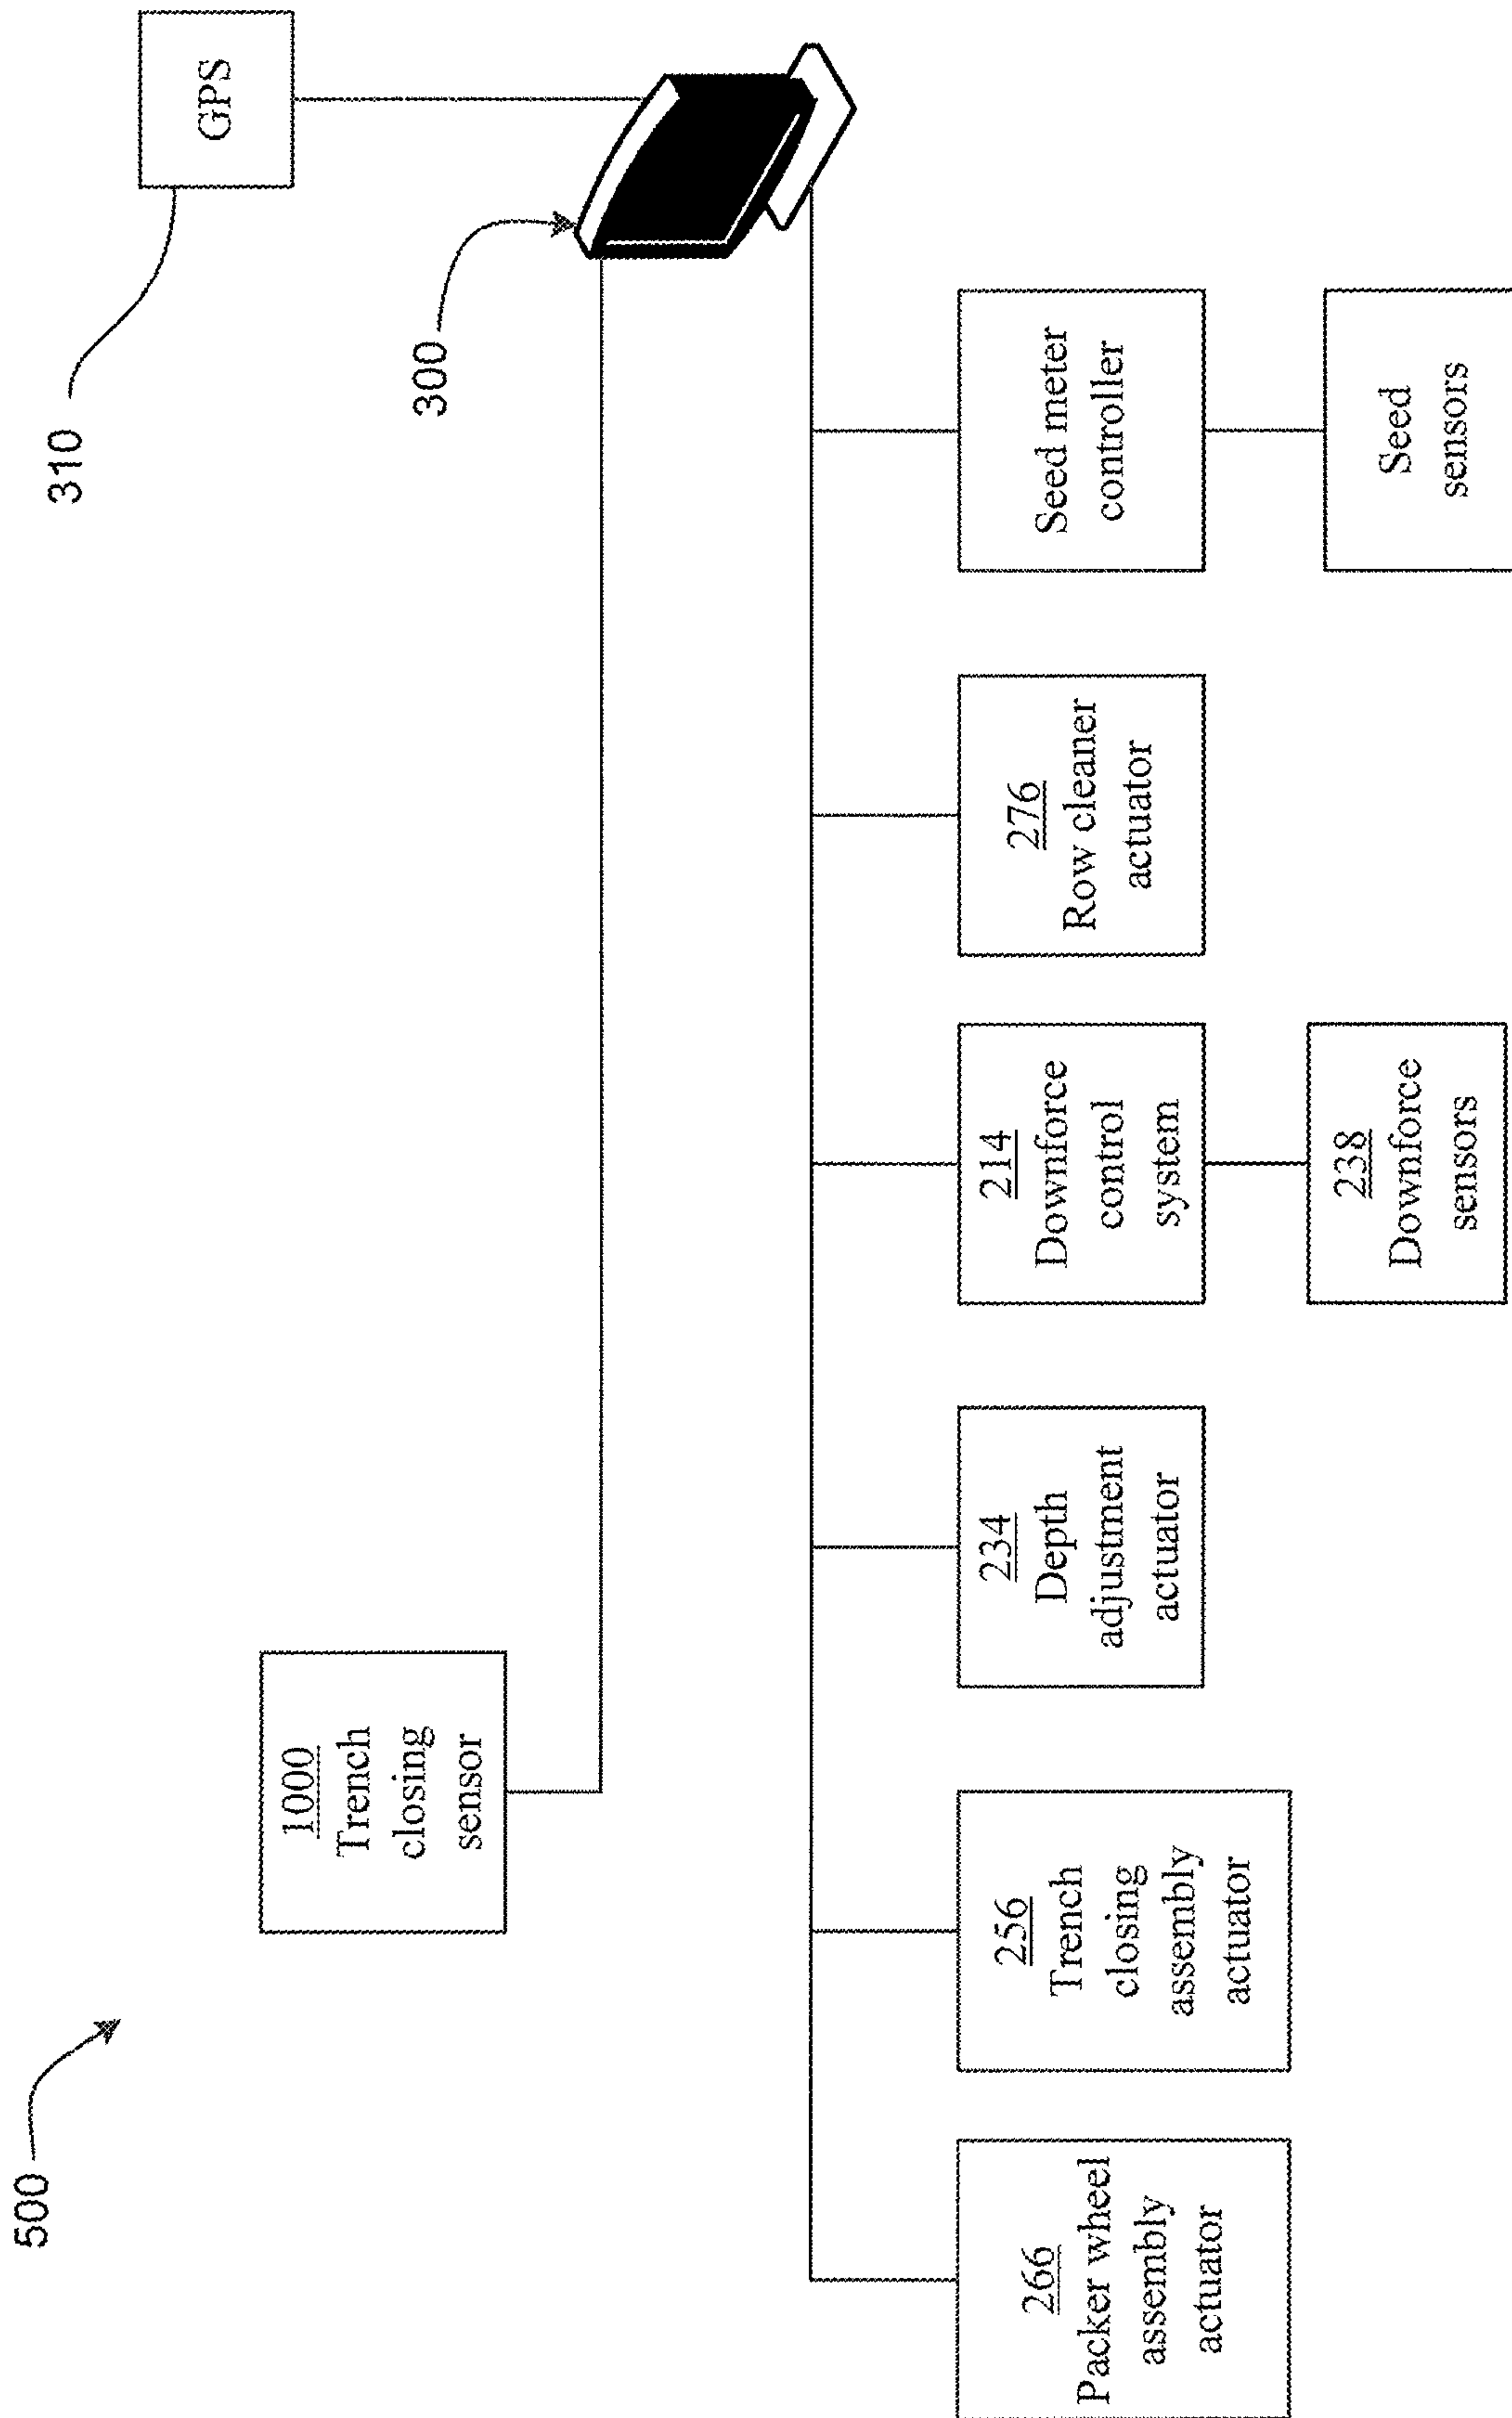 500
1000
Trench
closing
sensor
300
310
GPS
266
Packer wheel
assembly
actuator
256
Trench
closing
assembly
actuator
234
Depth
adjustment
actuator
214
Downforce
control
system
238
Downforce
sensors
276
Row cleaner
actuator
Seed meter
controller
Seed
sensors